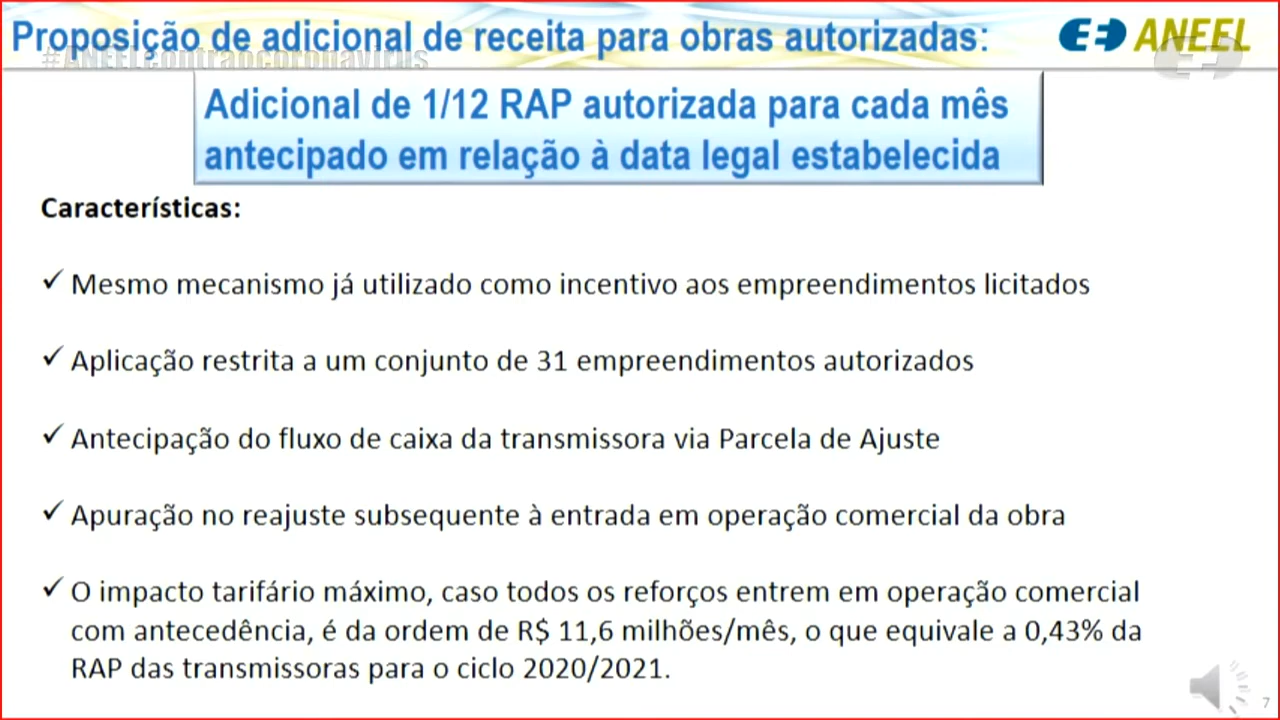 Proposição de adicional de receita para obras autorizadas:
ANEEL
#ANEELcontraocoronavirus
Adicional de 1/12 RAP autorizada para cada mês
antecipado em relação à data legal estabelecida
Características:
✓ Mesmo mecanismo já utilizado como incentivo aos empreendimentos licitados
✓ Aplicação restrita a um conjunto de 31 empreendimentos autorizados
✓ Antecipação do fluxo de caixa da transmissora via Parcela de Ajuste
✓ Apuração no reajuste subsequente à entrada em operação comercial da obra
✓ O impacto tarifário máximo, caso todos os reforços entrem em operação comercial
com antecedência, é da ordem de R$ 11,6 milhões/mês, o que equivale a 0,43% da
RAP das transmissoras para o ciclo 2020/2021.
7